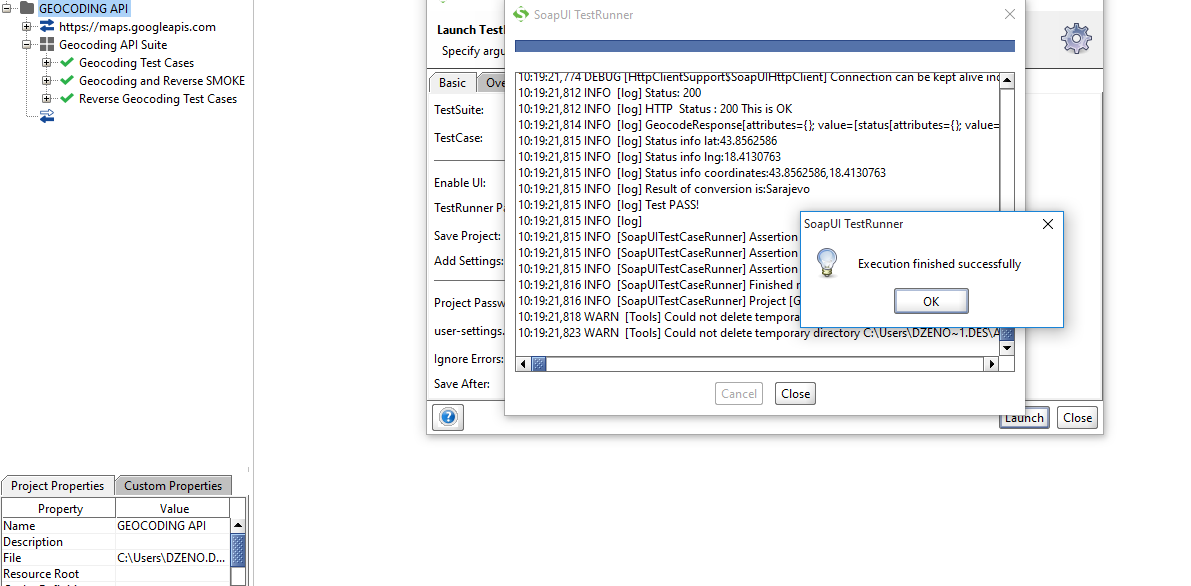 GEOCODING API
https://maps.googleapis.com
Geocoding API Suite
Geocoding Test Cases
Geocoding and Reverse SMOKE
Reverse Geocoding Test Cases
Project Properties
Custom Properties
Property Value
Name GEOCODING API
Description
File C:\Users\DZENO.D...
Resource Root
Launch Test
Specify argu
Basic Ove
TestSuite:
TestCase:
Enable UI:
TestRunner Pa
Save Project:
Add Settings:
Project Passw
user-settings.
Ignore Errors:
Save After:
Launch Close
SoapUI TestRunner
10:19:21,774 DEBUG [HttpClientSupport$SoapUIHttpClient] Connection can be kept alive ind
10:19:21,812 INFO [log] Status: 200
10:19:21,812 INFO [log] HTTP Status : 200 This is OK
10:19:21,814 INFO [log] GeocodeResponse[attributes={}; value=[status[attributes={}; value=
10:19:21,815 INFO [log] Status info lat:43.8562586
10:19:21,815 INFO [log] Status info lng:18.4130763
10:19:21,815 INFO [log] Status info coordinates:43.8562586,18.4130763
10:19:21,815 INFO [log] Result of conversion is:Sarajevo
10:19:21,815 INFO [log] Test PASS!
10:19:21,815 INFO [log]
10:19:21,815 INFO [SoapUITestCaseRunner] Assertion
10:19:21,815 INFO [SoapUITestCaseRunner] Assertion
10:19:21,815 INFO [SoapUITestCaseRunner] Assertion
10:19:21,816 INFO [SoapUITestCaseRunner] Finished r
10:19:21,816 INFO [SoapUITestCaseRunner] Project [G
10:19:21,818 WARN [Tools] Could not delete tempora
10:19:21,823 WARN [Tools] Could not delete temporary directory C:\Users\DZENO~1.DES\A
Cancel Close
SoapUI TestRunner
Execution finished successfully
OK